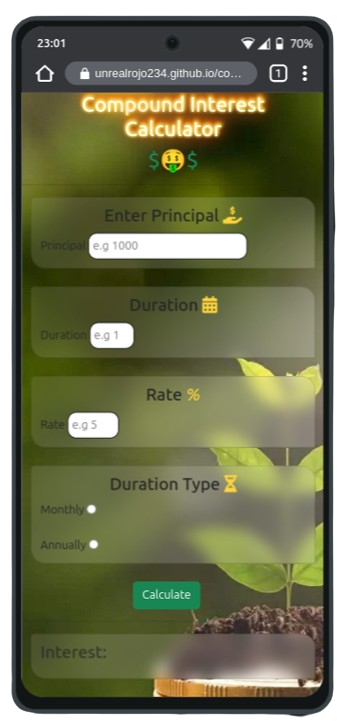 23:01
70%
unrealrojo234.github.io/co...
1
Compound Interest
Calculator
$🤑$
Enter Principal
Principal e.g 1000
Duration
Duration e.g 1
Rate %
Rate e.g 5
Duration Type
Monthly
Annually
Calculate
Interest: